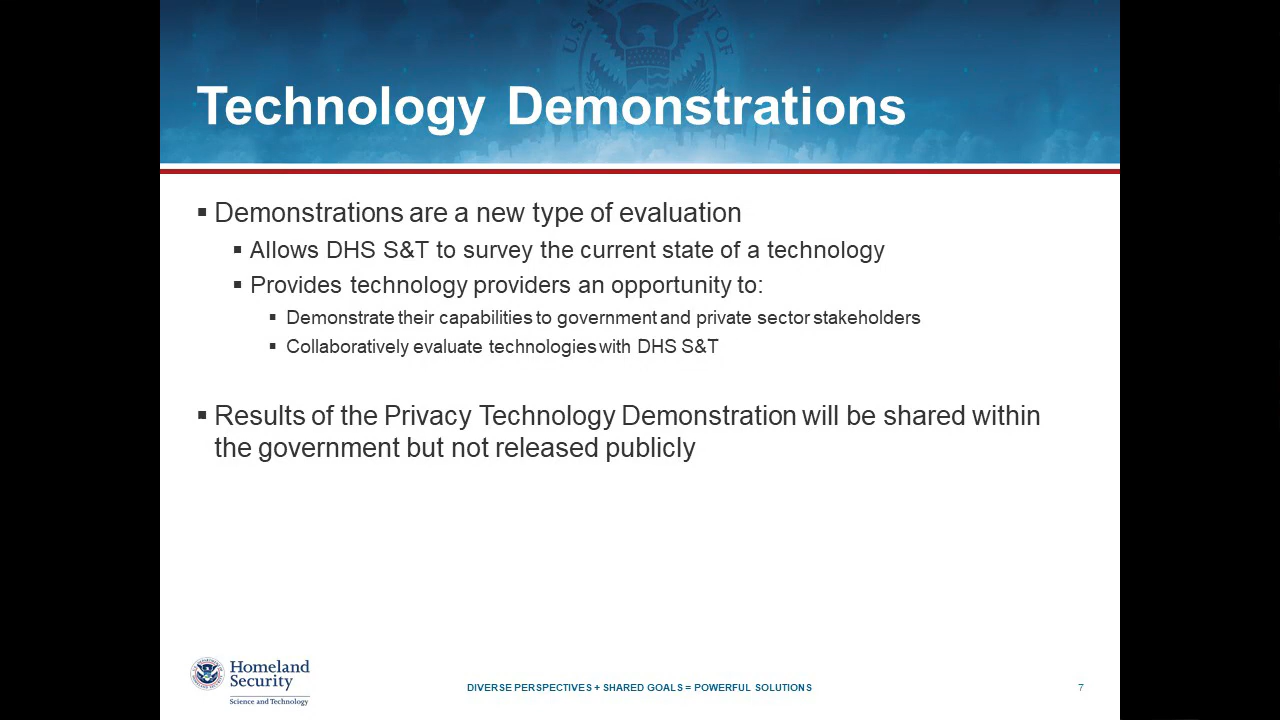 U.S. DEPARTMENT OF
Technology Demonstrations
▪ Demonstrations are a new type of evaluation
▪ Allows DHS S&T to survey the current state of a technology
▪ Provides technology providers an opportunity to:
▪ Demonstrate their capabilities to government and private sector stakeholders
▪ Collaboratively evaluate technologies with DHS S&T
▪ Results of the Privacy Technology Demonstration will be shared within
the government but not released publicly
Homeland
Security
Science and Technology
DIVERSE PERSPECTIVES + SHARED GOALS = POWERFUL SOLUTIONS
7